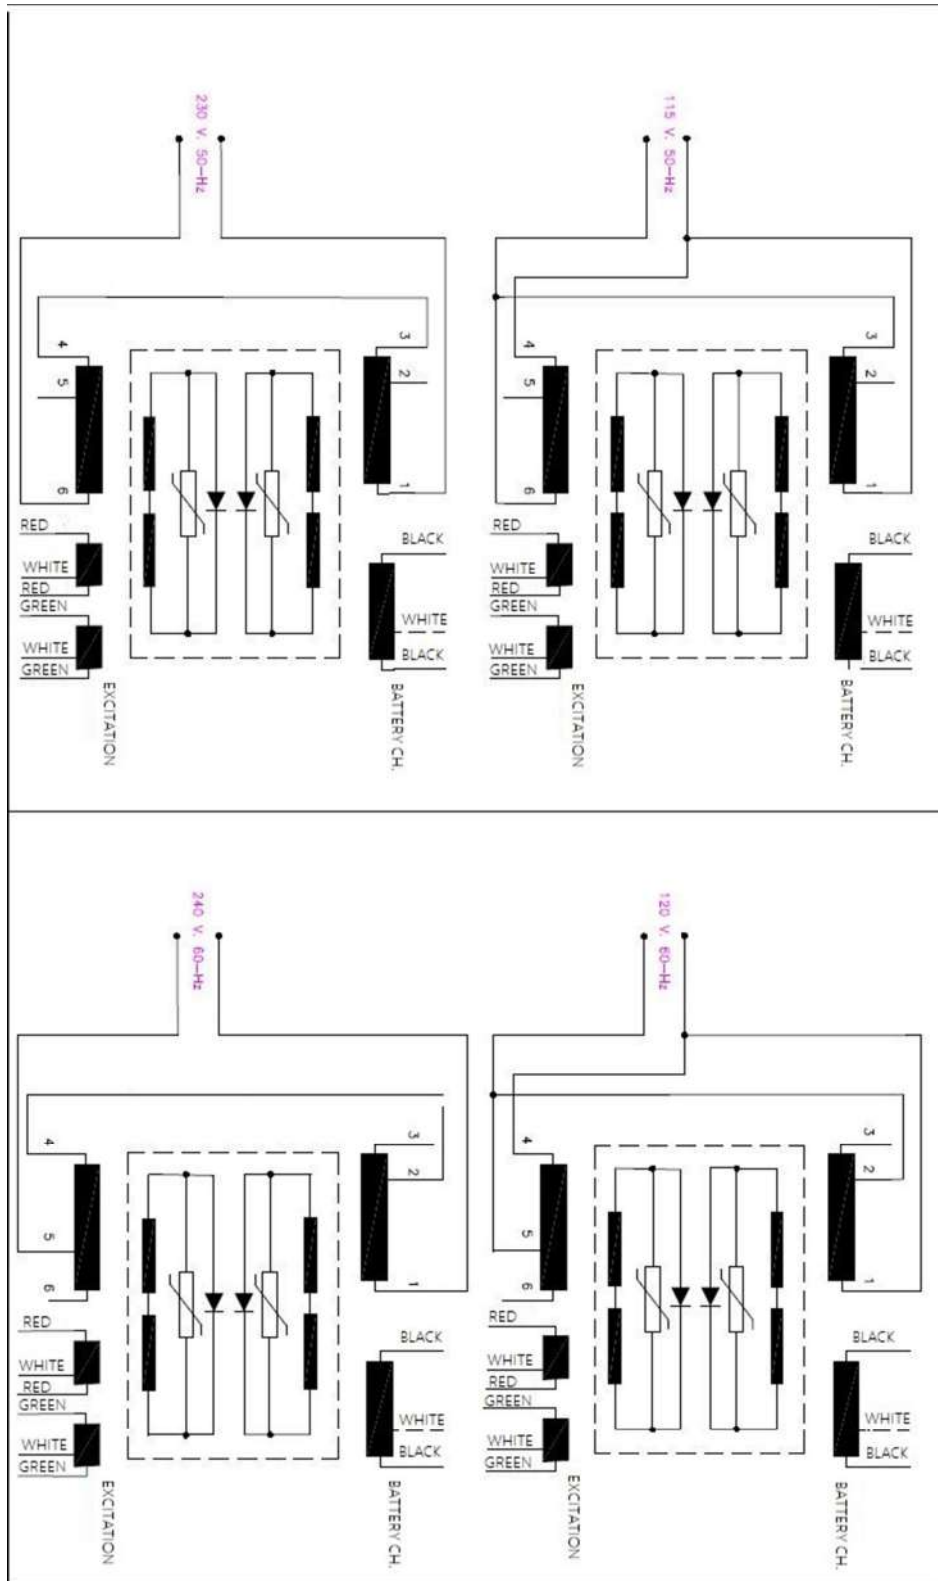 230 V. 50-Hz
4
5
6
3
2
1
RED
WHITE
RED
GREEN
WHITE
GREEN
EXCITATION
BLACK
WHITE
BLACK
BATTERY CH.
115 V. 50-Hz
4
5
6
3
2
1
RED
WHITE
RED
GREEN
WHITE
GREEN
EXCITATION
BLACK
WHITE
BLACK
BATTERY CH.
240 V. 60-Hz
4
5
6
3
2
1
RED
WHITE
RED
GREEN
WHITE
GREEN
EXCITATION
BLACK
WHITE
BLACK
BATTERY CH.
120 V. 60-Hz
4
5
6
3
2
1
RED
WHITE
RED
GREEN
WHITE
GREEN
EXCITATION
BLACK
WHITE
BLACK
BATTERY CH.